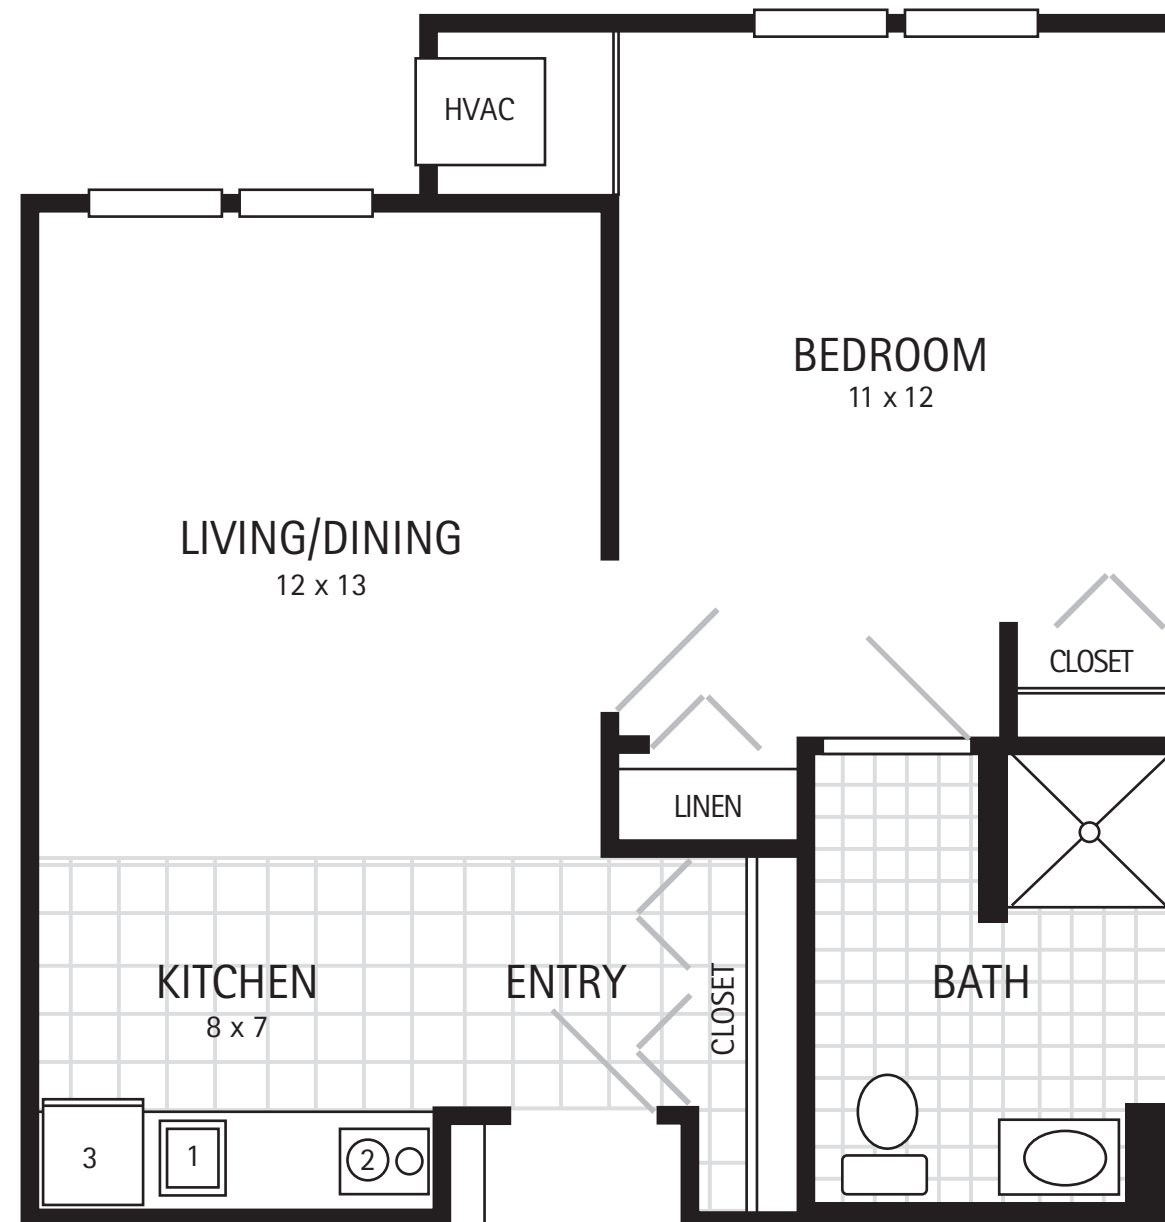 HVAC
BEDROOM
11 x 12
LIVING/DINING
12 x 13
CLOSET
LINEN
KITCHEN
8 x 7
ENTRY
CLOSET
BATH
3
1
2